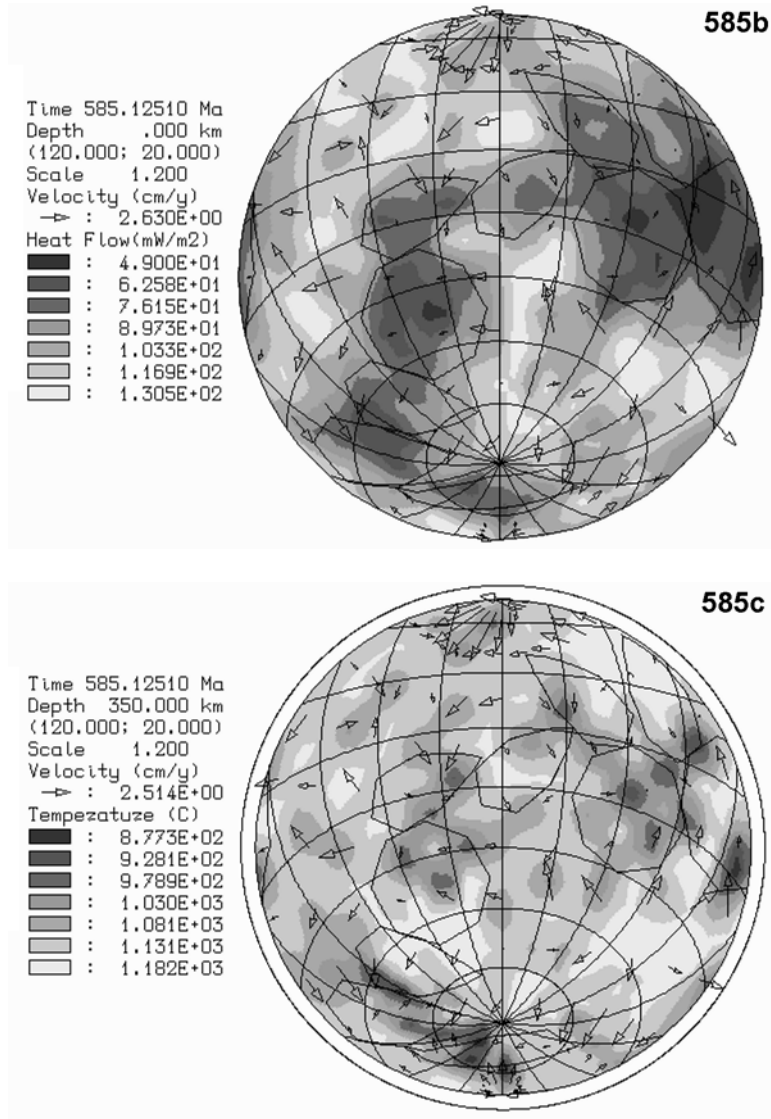 585b
Time 585.12510 Ma
Depth .000 km
(120.000; 20.000)
Scale 1.200
Velocity (cm/y)
: 2.630E+00
Heat Flow(mW/m2)
: 4.900E+01
: 6.258E+01
: 7.615E+01
: 8.973E+01
: 1.033E+02
: 1.169E+02
: 1.305E+02
585c
Time 585.12510 Ma
Depth 350.000 km
(120.000; 20.000)
Scale 1.200
Velocity (cm/y)
: 2.514E+00
Tempezatuze (C)
: 8.773E+02
: 9.281E+02
: 9.789E+02
: 1.030E+03
: 1.081E+03
: 1.131E+03
: 1.182E+03